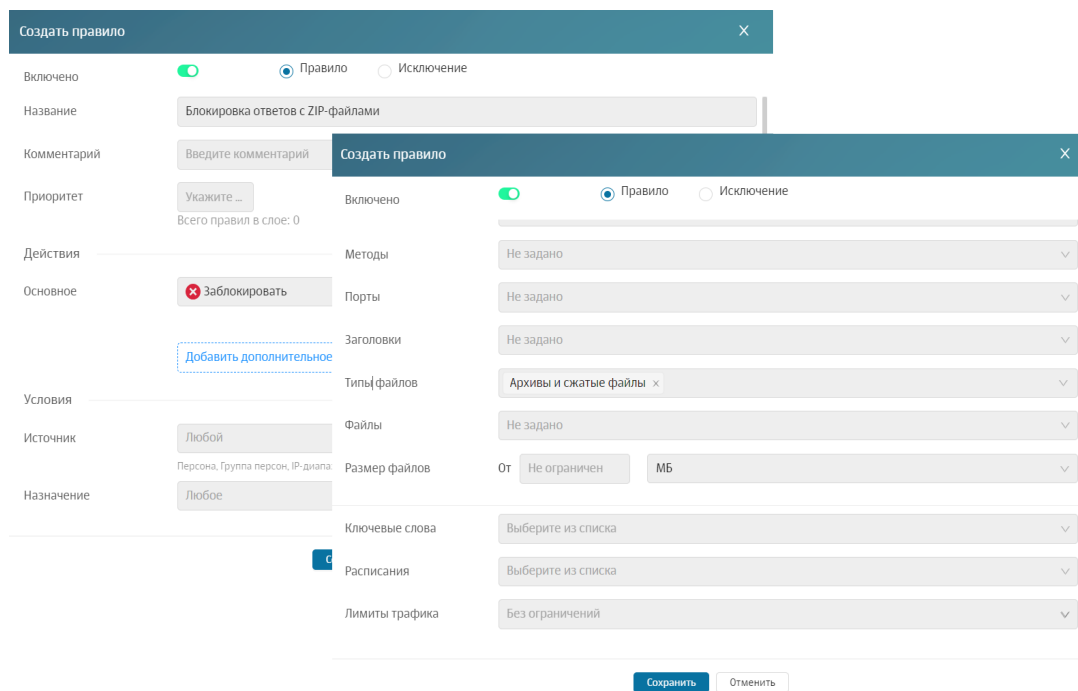 Создать правило
Включено
Правило
Исключение
Название
Блокировка ответов с ZIP-файлами
Комментарий
Введите комментарий
Приоритет
Укажите ...
Всего правил в слое: 0
Действия
Основное
Заблокировать
Добавить дополнительное
Условия
Источник
Любой
Персона, Группа персон,
Назначение
Любое
Создать правило
Включено
Правило
Исключение
Методы
Не задано
Порты
Не задано
Заголовки
Не задано
Типы файлов
Архивы и сжатые файлы ×
Файлы
Не задано
Размер файлов
От
Не ограничен
МБ
Ключевые слова
Выберите из списка
Расписания
Выберите из списка
Лимиты трафика
Без ограничений
Сохранить
Отменить